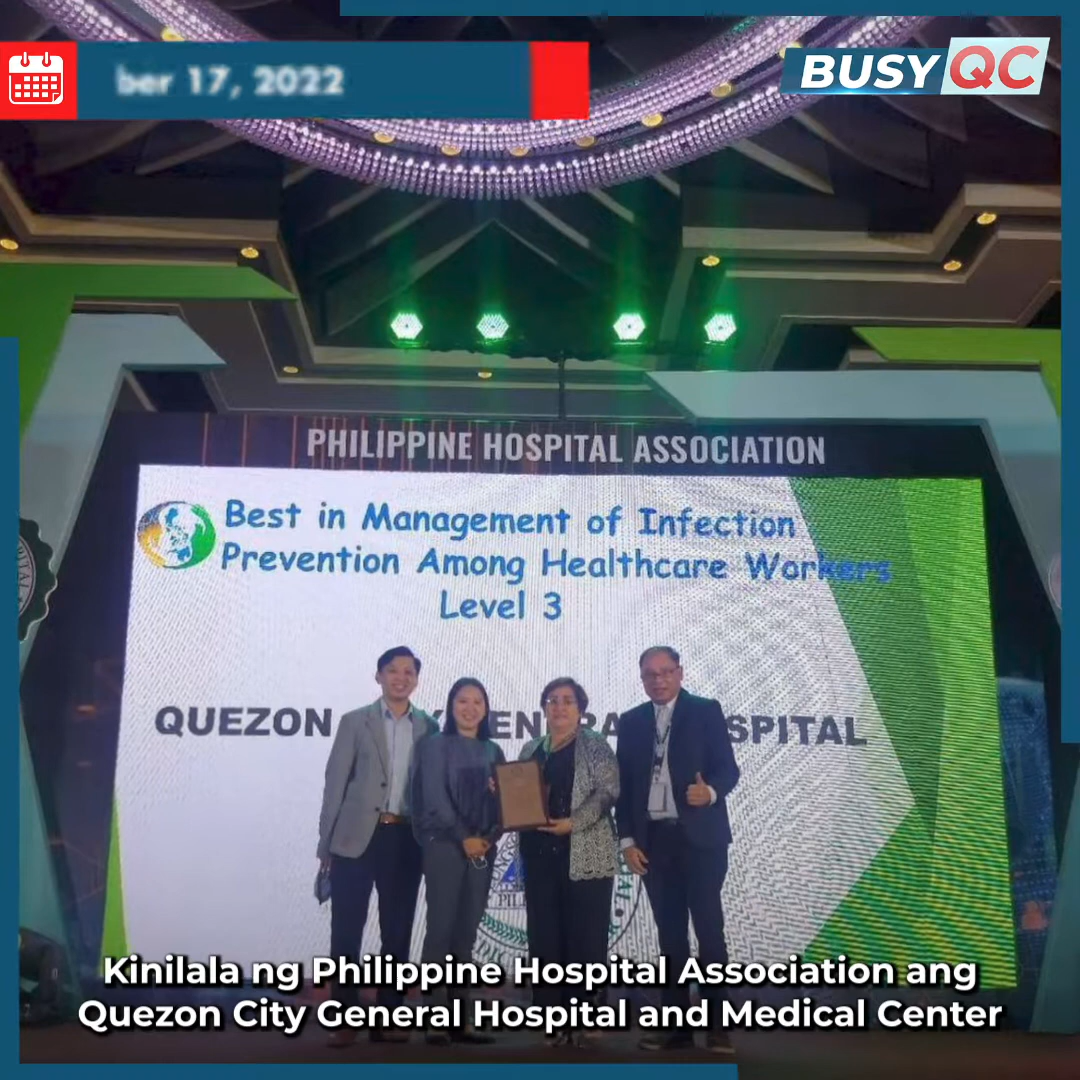 ber 17, 2022
BUSY QC
PHILIPPINE HOSPITAL ASSOCIATION
Best in Management of Infection
Prevention Among Healthcare Workers
Level 3
QUEZON HOSPITAL
Kinilala ng Philippine Hospital Association ang
Quezon City General Hospital and Medical Center